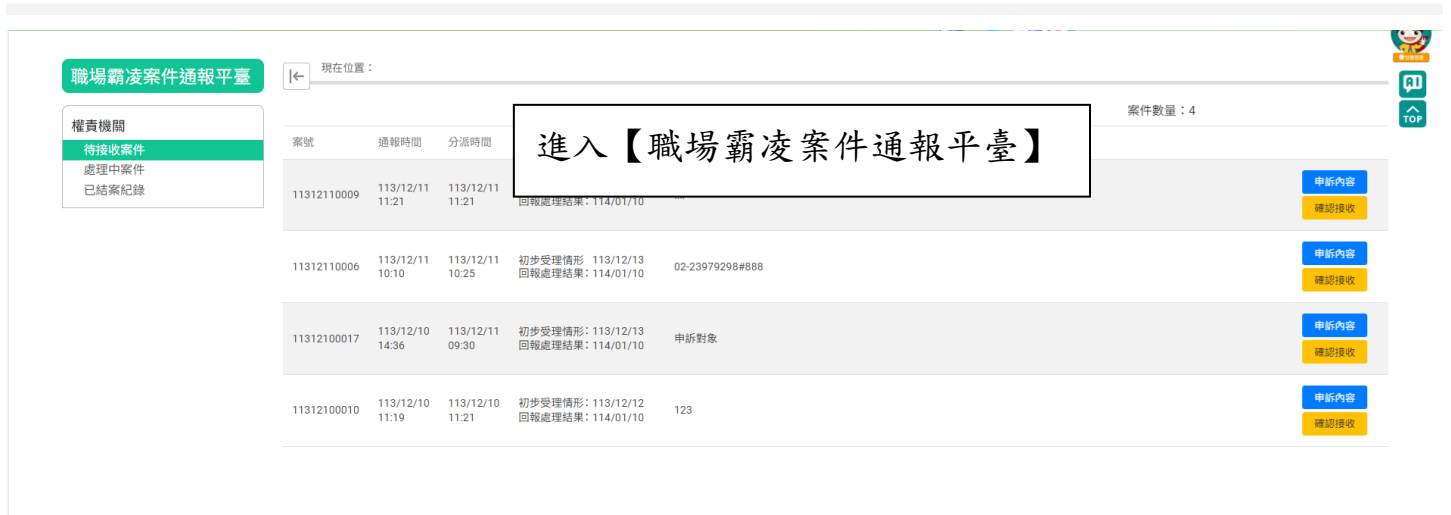 職場霸凌案件通報平臺
現在位置：
權責機關
待接收案件
處理中案件
已結案紀錄
案件數量：4
進入【職場霸凌案件通報平臺】
案號 通報時間 分派時間
11312110009 113/12/11 11:21 113/12/11 11:21 回報處理結果：114/01/10 申訴內容 確認接收
11312110006 113/12/11 10:10 113/12/11 10:25 初步受理情形 113/12/13 回報處理結果：114/01/10 02-23979298#888 申訴內容 確認接收
11312100017 113/12/10 14:36 113/12/11 09:30 初步受理情形：113/12/13 回報處理結果：114/01/10 申訴對象 申訴內容 確認接收
11312100010 113/12/10 11:19 113/12/10 11:21 初步受理情形：113/12/12 回報處理結果：114/01/10 123 申訴內容 確認接收
AI
TOP